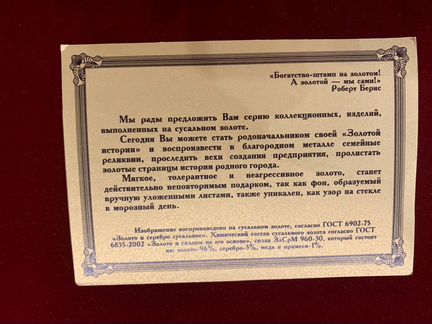 «Богатство-штамп на золотом!
А золотой — мы сами!»
Роберт Бернс
Мы рады предложить Вам серию коллекционных, изделий,
выполненных на сусальном золоте.
Сегодня Вы можете стать родоначальником своей «Золотой
истории» и воспроизвести в благородном металле семейные
реликвии, проследить вехи создания предприятия, пролистать
золотые страницы истории родного города.
Мягкое, толерантное и неагрессивное золото, станет
действительно неповторимым подарком, так как фон, образуемый
вручную уложенными листами, также уникален, как узор на стекле
в морозный день.
Изображение воспроизведено на сусальном золоте, согласно ГОСТ 6902-75
«Золото и серебро сусальное». Химический состав сусального золота согласно ГОСТ
6835-2002 «Золото и сплавы на его основе», сплав ЗлСрМ 960-30, который состоит
из: золото-96%, серебро-3%, медь и примеси-1%.